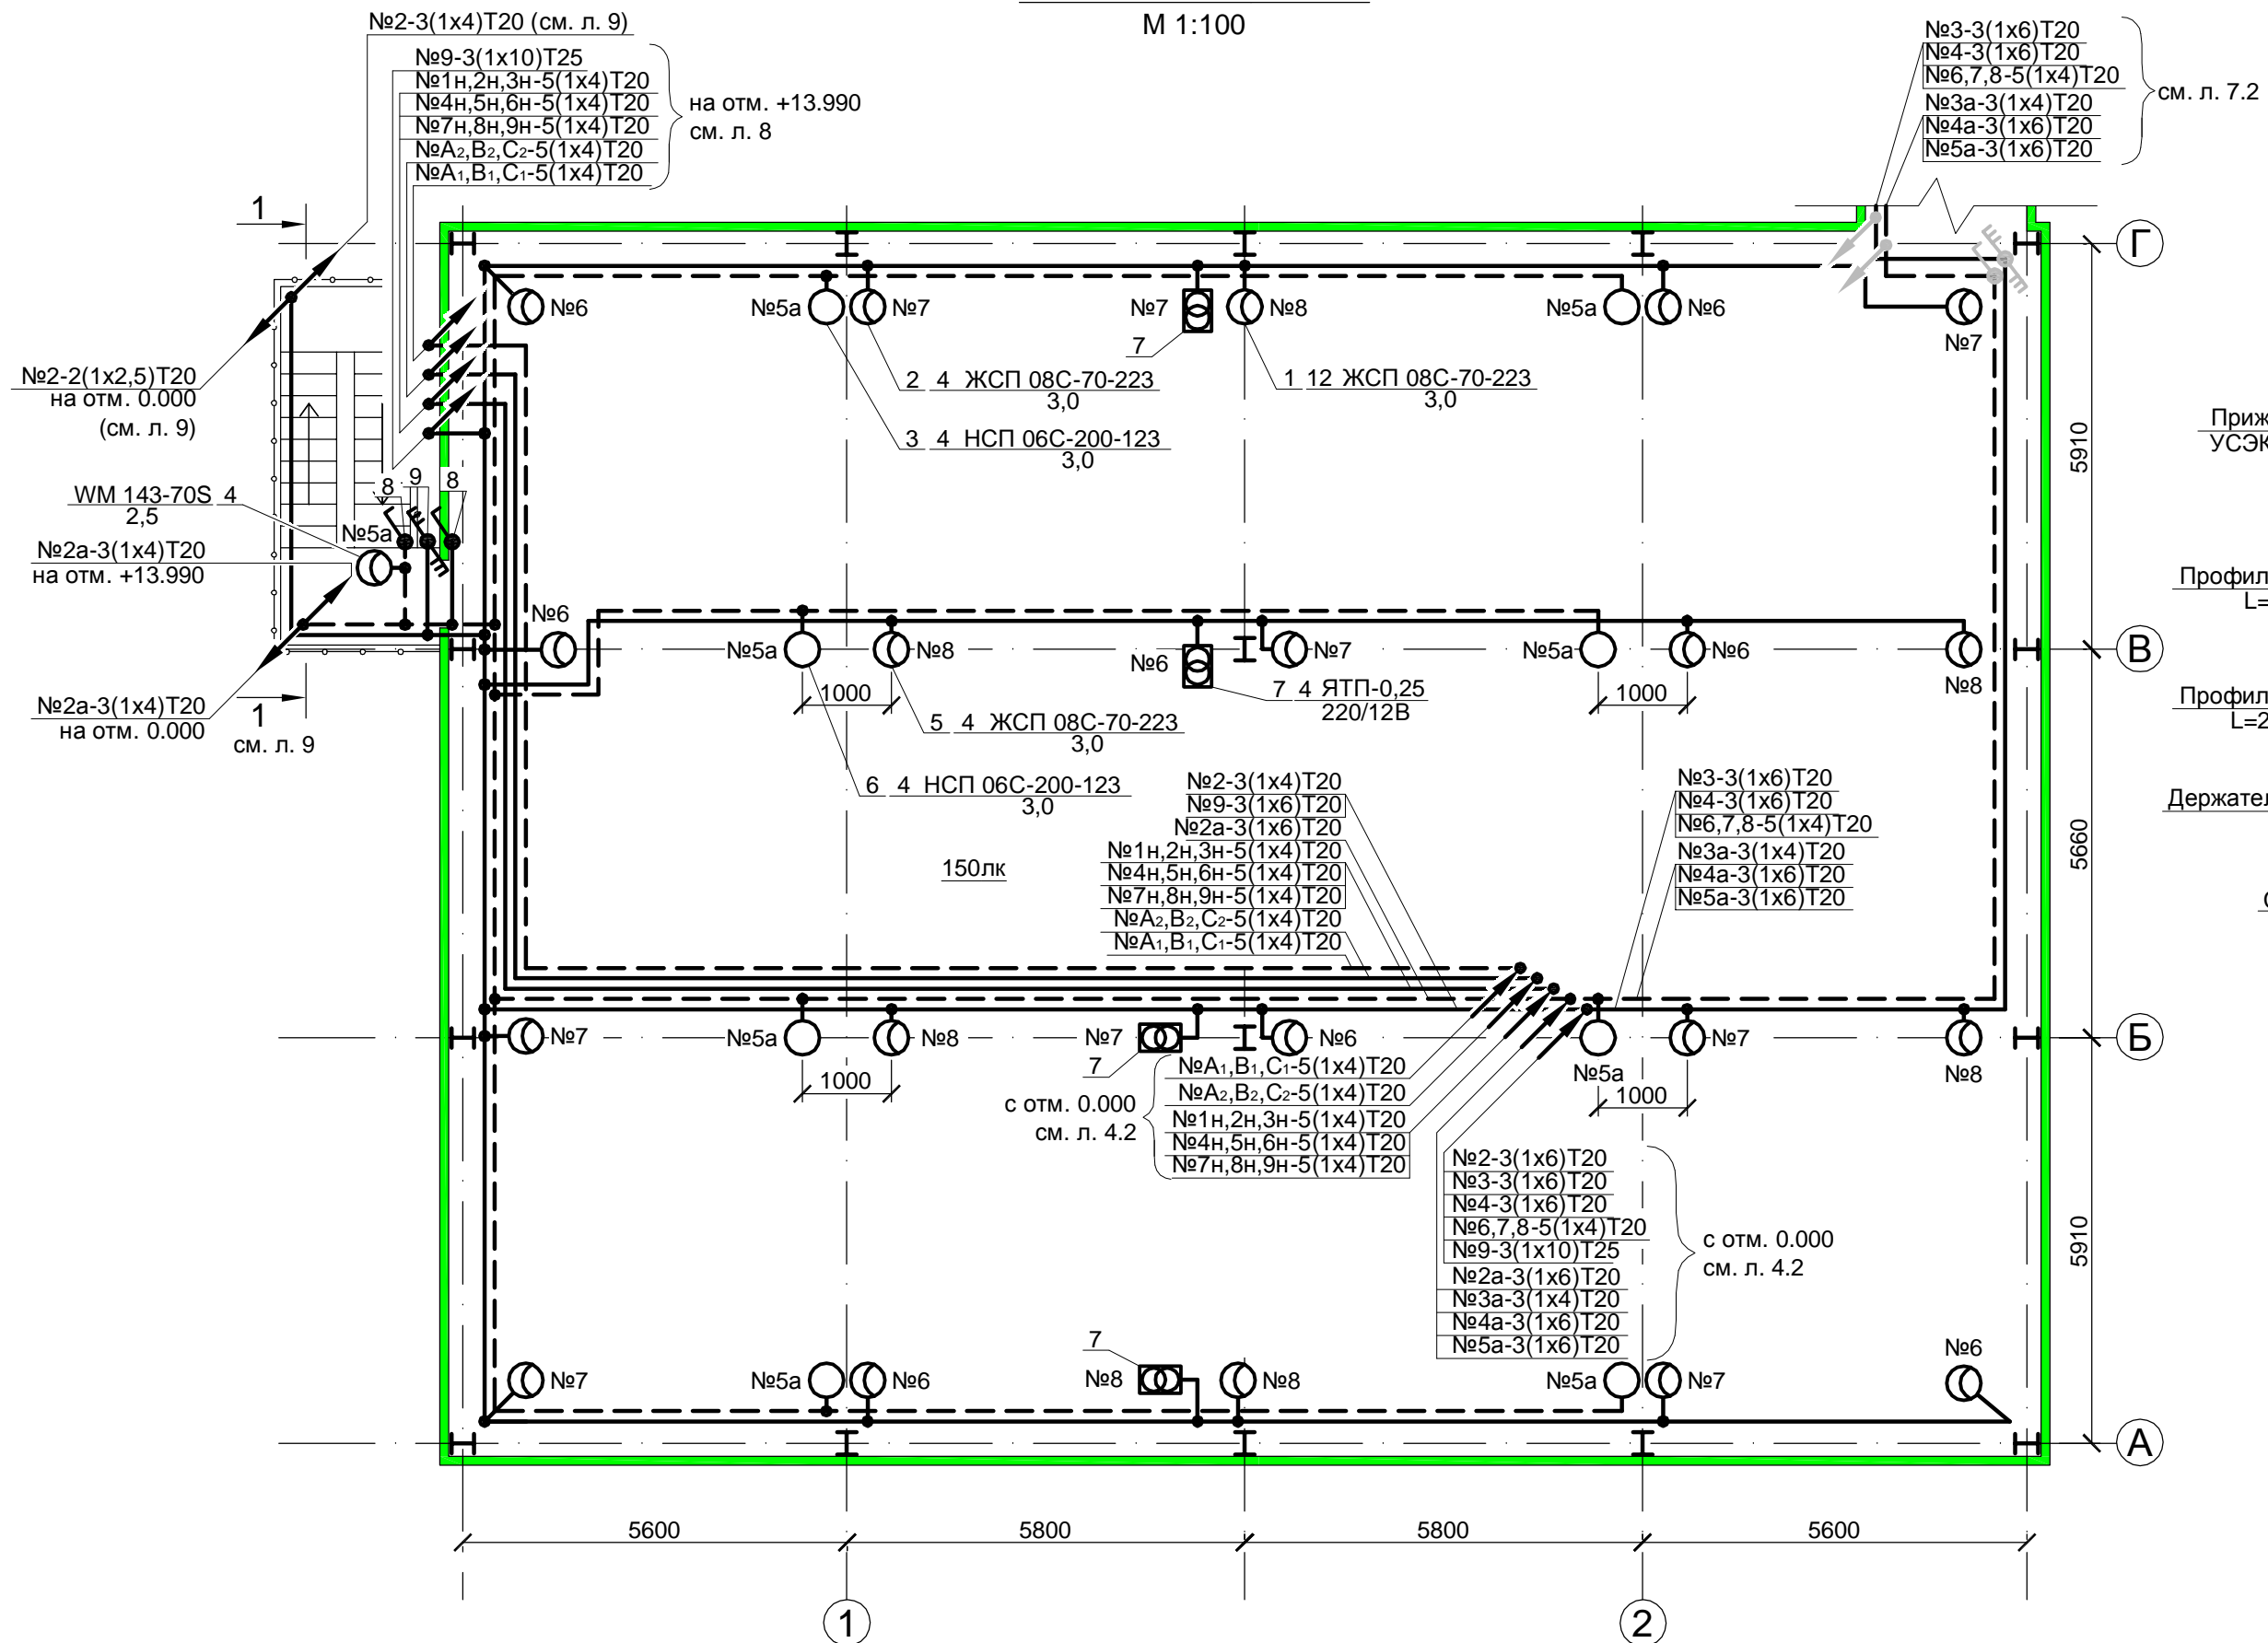 М 1:100
№2-3(1х4)Т20 (см. л. 9)
№9-3(1х10)Т25
№1н,2н,3н-5(1х4)Т20
№4н,5н,6н-5(1х4)Т20
№7н,8н,9н-5(1х4)Т20
№А₂,В₂,С₂-5(1х4)Т20
№А₁,В₁,С₁-5(1х4)Т20
на отм. +13.990
см. л. 8
№3-3(1х6)Т20
№4-3(1х6)Т20
№6,7,8-5(1х4)Т20
№3а-3(1х4)Т20
№4а-3(1х6)Т20
№5а-3(1х6)Т20
см. л. 7.2
1
Г
№6
№5а
№7
№7
№8
№5а
№6
№7
7
№2-2(1х2,5)Т20
на отм. 0.000
(см. л. 9)
2 4 ЖСП 08С-70-223
3,0
1 12 ЖСП 08С-70-223
3,0
3 4 НСП 06С-200-123
3,0
5910
Приж
УСЭК
8
9
8
WM 143-70S 4
2,5
№5а
№2а-3(1х4)Т20
на отм. +13.990
Профил
L=
№6
№5а
№8
№6
№7
№5а
№6
№8
В
1000
1000
7 4 ЯТП-0,25
220/12В
№2а-3(1х4)Т20
на отм. 0.000
1
см. л. 9
5 4 ЖСП 08С-70-223
3,0
6 4 НСП 06С-200-123
3,0
Профил
L=2
Держател
5660
№2-3(1х4)Т20
№9-3(1х6)Т20
№2а-3(1х6)Т20
№1н,2н,3н-5(1х4)Т20
№4н,5н,6н-5(1х4)Т20
№7н,8н,9н-5(1х4)Т20
№А₂,В₂,С₂-5(1х4)Т20
№А₁,В₁,С₁-5(1х4)Т20
№3-3(1х6)Т20
№4-3(1х6)Т20
№6,7,8-5(1х4)Т20
№3а-3(1х4)Т20
№4а-3(1х6)Т20
№5а-3(1х6)Т20
150лк
№7
№5а
№8
№7
№6
№5а
№7
№8
Б
7
1000
1000
№А₁,В₁,С₁-5(1х4)Т20
№А₂,В₂,С₂-5(1х4)Т20
№1н,2н,3н-5(1х4)Т20
№4н,5н,6н-5(1х4)Т20
№7н,8н,9н-5(1х4)Т20
с отм. 0.000
см. л. 4.2
№2-3(1х6)Т20
№3-3(1х6)Т20
№4-3(1х6)Т20
№6,7,8-5(1х4)Т20
№9-3(1х10)Т25
№2а-3(1х6)Т20
№3а-3(1х4)Т20
№4а-3(1х6)Т20
№5а-3(1х6)Т20
с отм. 0.000
см. л. 4.2
5910
7
№7
№5а
№6
№8
№8
№5а
№7
№6
А
5600
5800
5800
5600
1
2